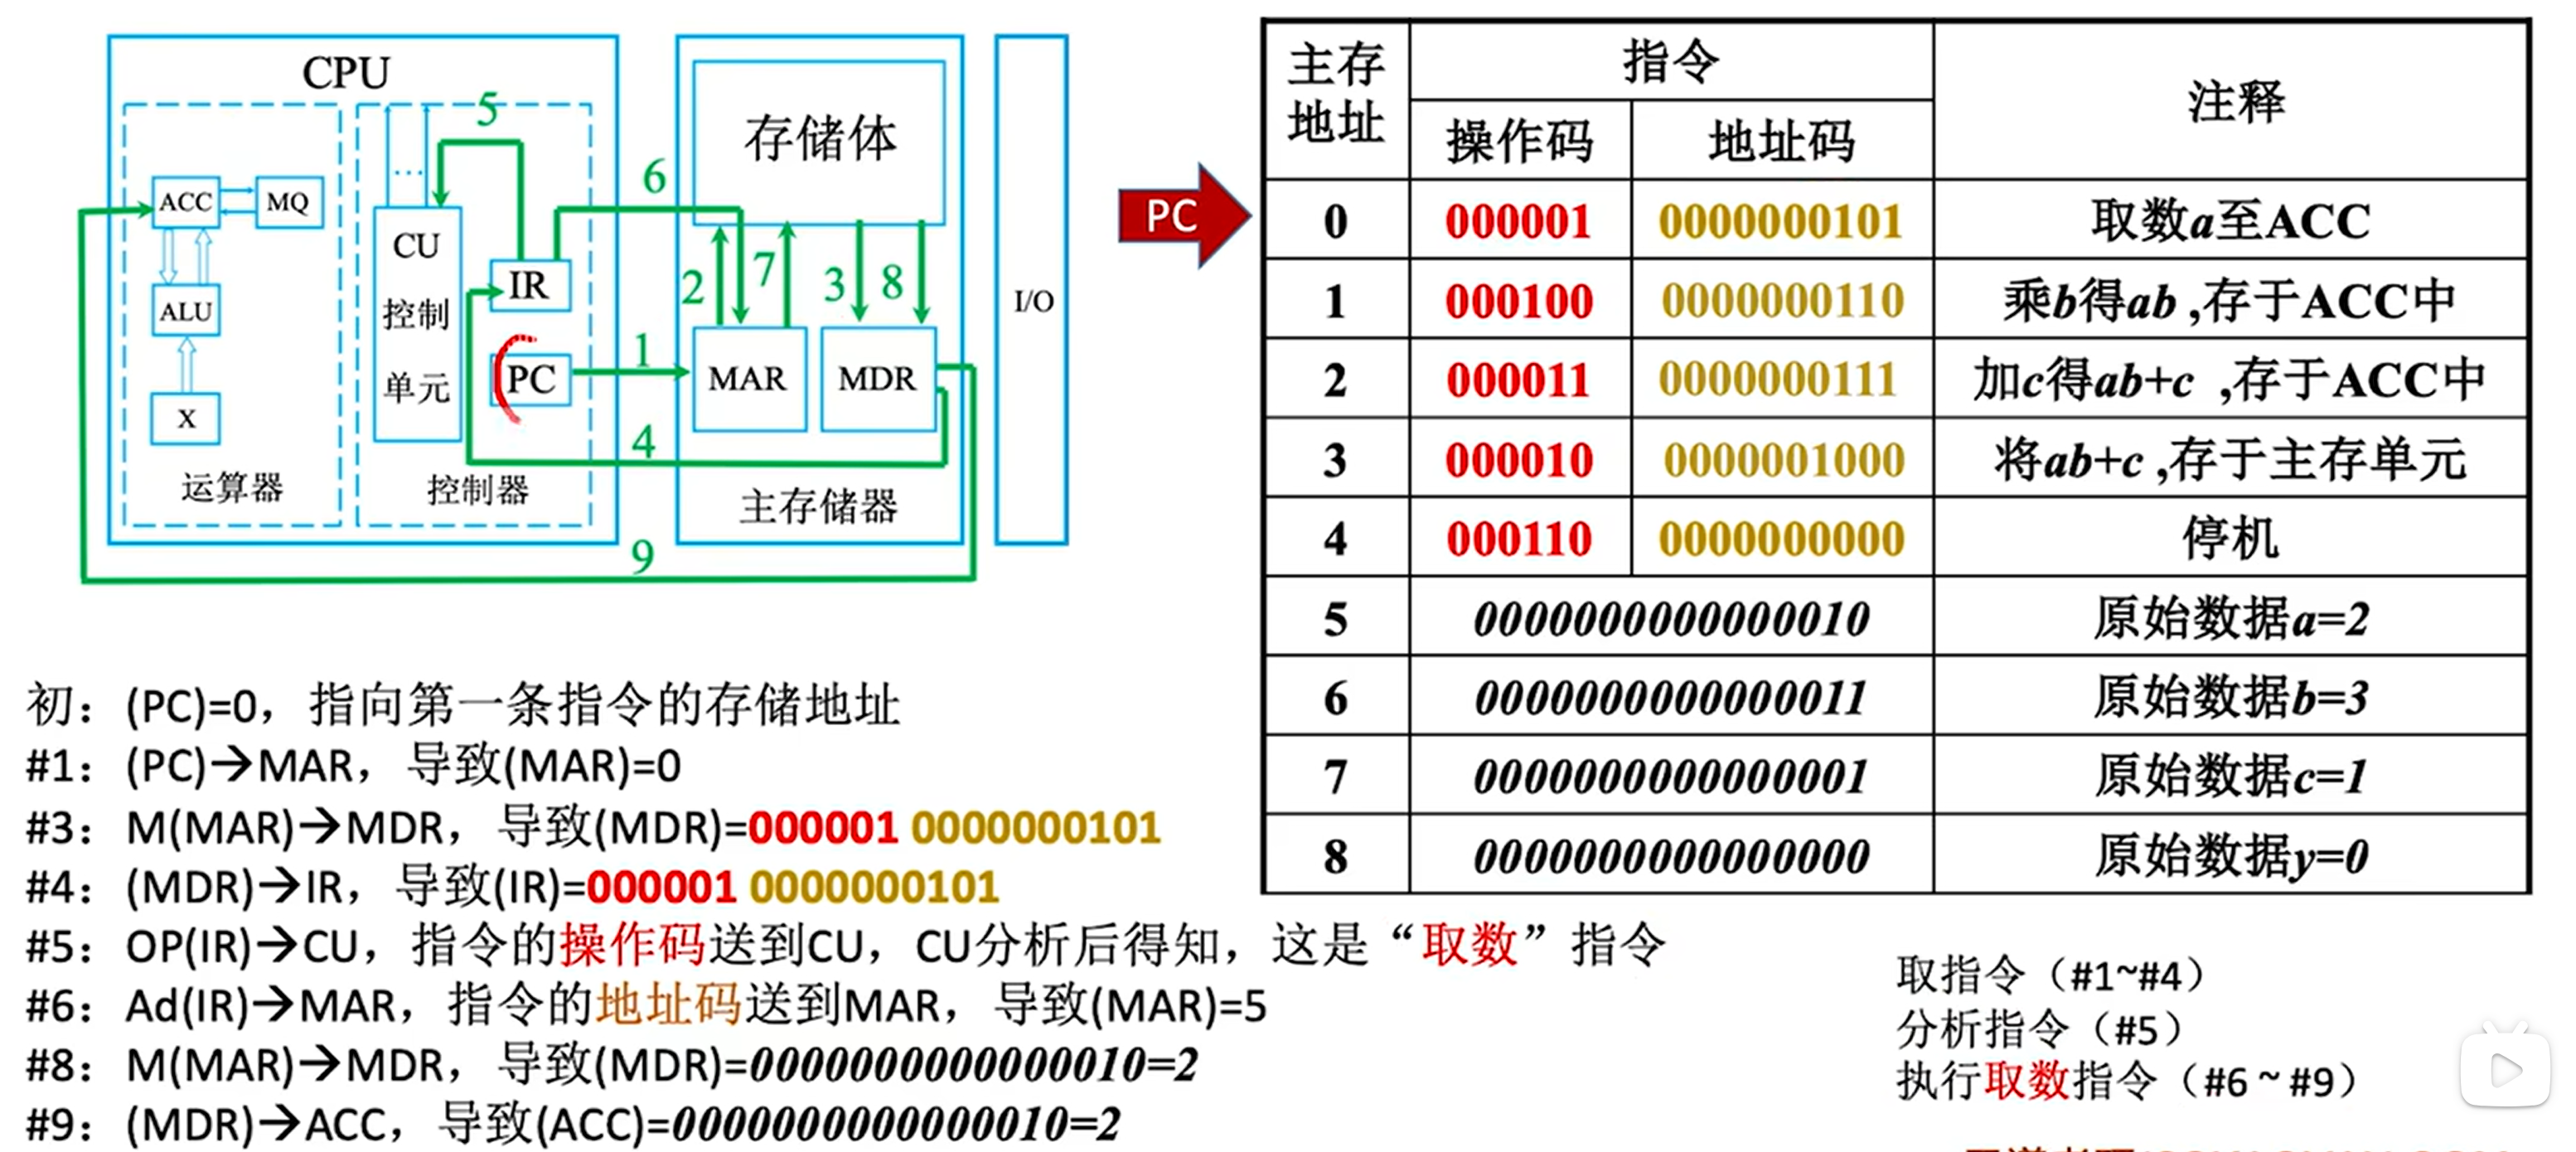 CPU
5
ACC
MQ
...
CU
控制
单元
IR
PC
ALU
X
运算器
控制器
6
存储体
2
7
3
8
1
MAR
MDR
4
主存储器
9
I/O
PC
主存地址
指令
注释
操作码
地址码
0 000001 0000000101 取数a至ACC
1 000100 0000000110 乘b得ab ,存于ACC中
2 000011 0000000111 加c得ab+c ,存于ACC中
3 000010 0000001000 将ab+c ,存于主存单元
4 000110 0000000000 停机
5 0000000000000010 原始数据a=2
6 0000000000000011 原始数据b=3
7 0000000000000001 原始数据c=1
8 0000000000000000 原始数据y=0
初：(PC)=0，指向第一条指令的存储地址
#1：(PC)→MAR，导致(MAR)=0
#3：M(MAR)→MDR，导致(MDR)=000001 0000000101
#4：(MDR)→IR，导致(IR)=000001 0000000101
#5：OP(IR)→CU，指令的操作码送到CU，CU分析后得知，这是“取数”指令
#6：Ad(IR)→MAR，指令的地址码送到MAR，导致(MAR)=5
#8：M(MAR)→MDR，导致(MDR)=0000000000000010=2
#9：(MDR)→ACC，导致(ACC)=0000000000000010=2
取指令（#1~#4）
分析指令（#5）
执行取数指令（#6~#9）